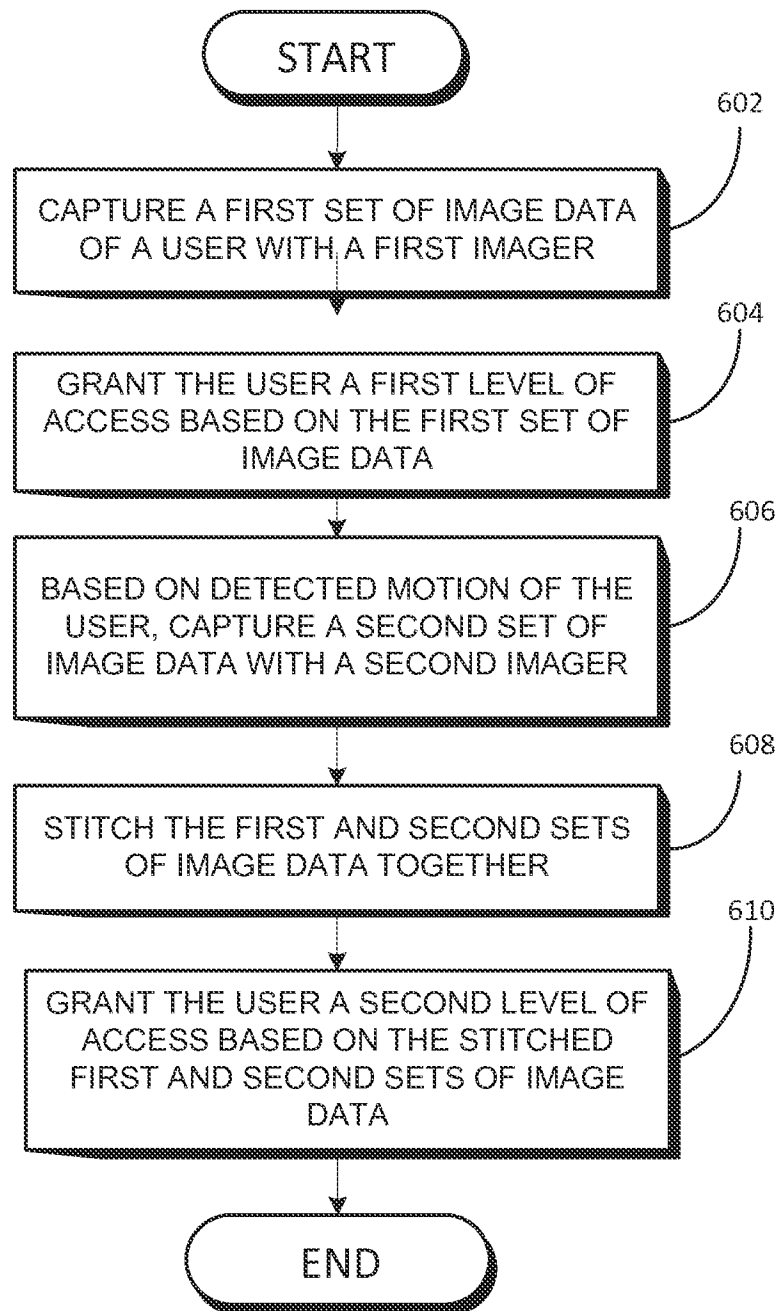 START
602
CAPTURE A FIRST SET OF IMAGE DATA
OF A USER WITH A FIRST IMAGER
604
GRANT THE USER A FIRST LEVEL OF
ACCESS BASED ON THE FIRST SET OF
IMAGE DATA
606
BASED ON DETECTED MOTION OF THE
USER, CAPTURE A SECOND SET OF
IMAGE DATA WITH A SECOND IMAGER
608
STITCH THE FIRST AND SECOND SETS
OF IMAGE DATA TOGETHER
610
GRANT THE USER A SECOND LEVEL OF
ACCESS BASED ON THE STITCHED
FIRST AND SECOND SETS OF IMAGE
DATA
END